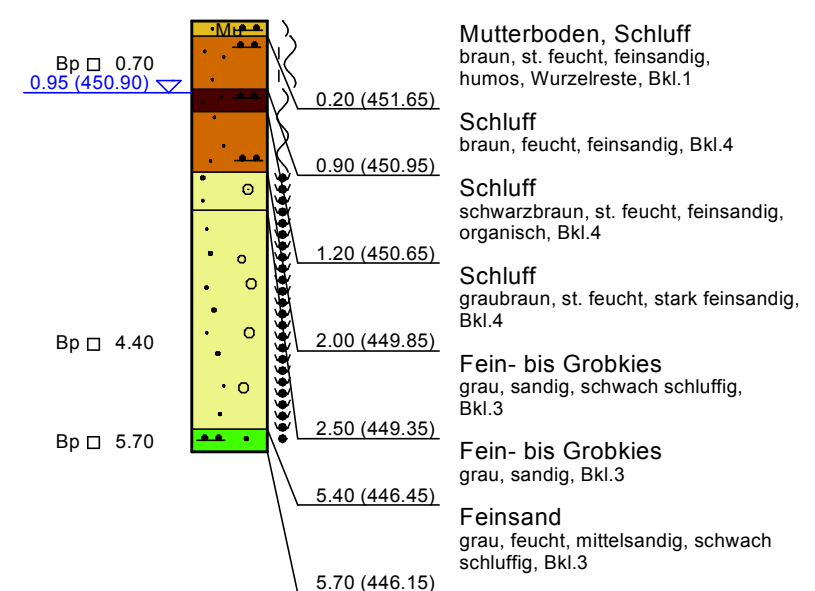 Mu
Bp 0.70
0.95 (450.90)
0.20 (451.65)
Mutterboden, Schluff
braun, st. feucht, feinsandig,
humos, Wurzelreste, Bkl.1
0.90 (450.95)
Schluff
braun, feucht, feinsandig, Bkl.4
1.20 (450.65)
Schluff
schwarzbraun, st. feucht, feinsandig,
organisch, Bkl.4
2.00 (449.85)
Schluff
graubraun, st. feucht, stark feinsandig,
Bkl.4
Bp 4.40
2.50 (449.35)
Fein- bis Grobkies
grau, sandig, schwach schluffig,
Bkl.3
Bp 5.70
5.40 (446.45)
Fein- bis Grobkies
grau, sandig, Bkl.3
5.70 (446.15)
Feinsand
grau, feucht, mittelsandig, schwach
schluffig, Bkl.3